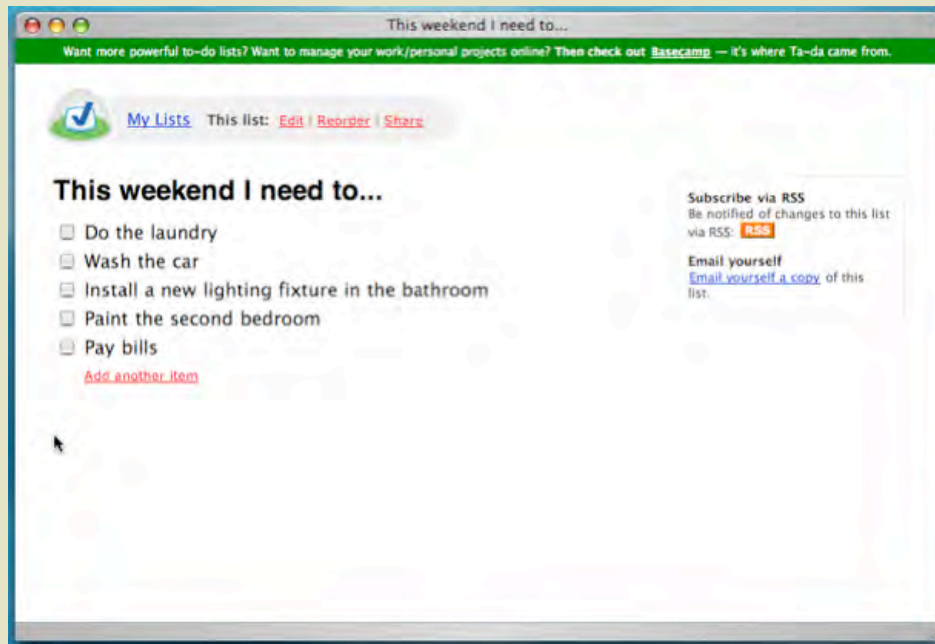 This weekend I need to...
Want more powerful to-do lists? Want to manage your work/personal projects online? Then check out Basecamp — it's where Ta-da came from.
My Lists This list: Edit | Reorder | Share
This weekend I need to...
Do the laundry
Wash the car
Install a new lighting fixture in the bathroom
Paint the second bedroom
Pay bills
Add another item
Subscribe via RSS
Be notified of changes to this list
via RSS: RSS
Email yourself
Email yourself a copy of this
list.